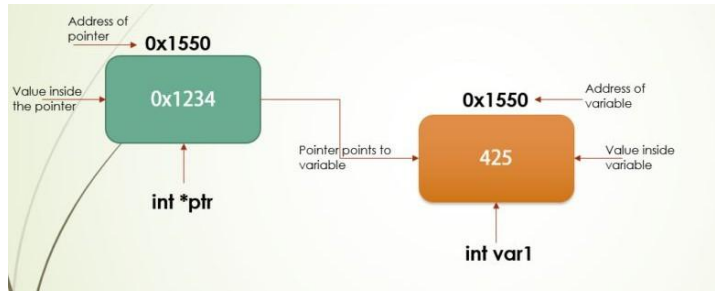 Address of
pointer
0x1550
Value inside
the pointer
0x1234
int *ptr
Pointer points to
variable
0x1550
Address of
variable
425
Value inside
variable
int var1